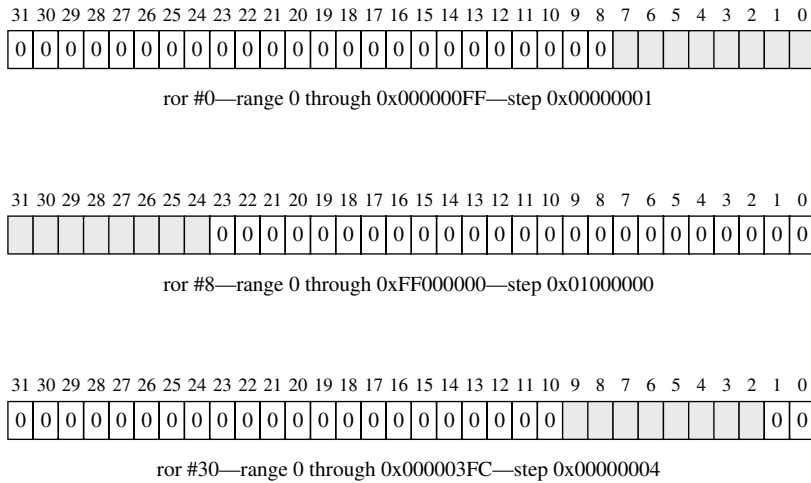 31 30 29 28 27 26 25 24 23 22 21 20 19 18 17 16 15 14 13 12 11 10 9 8 7 6 5 4 3 2 1 0
0 0 0 0 0 0 0 0 0 0 0 0 0 0 0 0 0 0 0 0 0 0 0 0
ror #0—range 0 through 0x000000FF—step 0x00000001
31 30 29 28 27 26 25 24 23 22 21 20 19 18 17 16 15 14 13 12 11 10 9 8 7 6 5 4 3 2 1 0
0 0 0 0 0 0 0 0 0 0 0 0 0 0 0 0 0 0 0 0 0 0 0 0
ror #8—range 0 through 0xFF000000—step 0x01000000
31 30 29 28 27 26 25 24 23 22 21 20 19 18 17 16 15 14 13 12 11 10 9 8 7 6 5 4 3 2 1 0
0 0 0 0 0 0 0 0 0 0 0 0 0 0 0 0 0 0 0 0 0 0 0 0
ror #30—range 0 through 0x000003FC—step 0x00000004